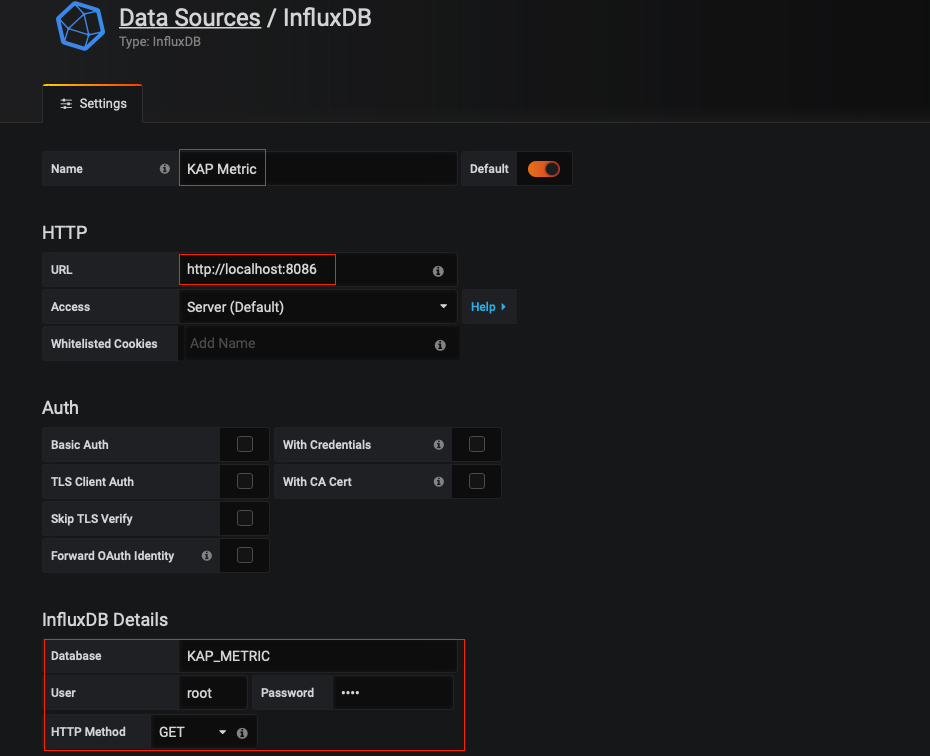 Data Sources / InfluxDB
Type: InfluxDB
Settings
Name KAP Metric Default
HTTP
URL http://localhost:8086
Access Server (Default) Help
Whitelisted Cookies Add Name
Auth
Basic Auth With Credentials
TLS Client Auth With CA Cert
Skip TLS Verify
Forward OAuth Identity
InfluxDB Details
Database KAP_METRIC
User root Password ••••
HTTP Method GET